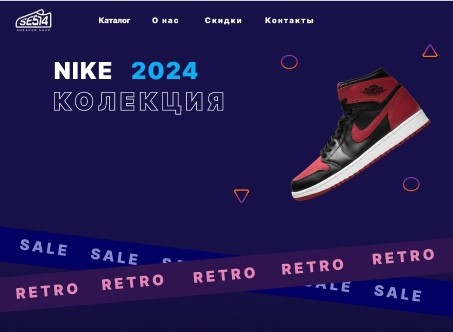 SE514
SNEAKER SHOP
Каталог О нас Скидки Контакты
NIKE 2024
КОЛЕКЦИЯ
SALE SALE SA
RETRO RETRO RETRO RETRO RETRO
SALE SALE